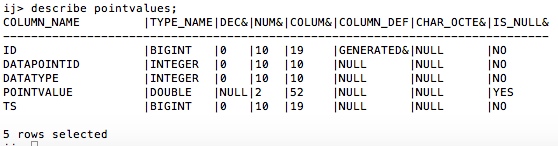 ij> describe pointvalues;
COLUMN_NAME         |TYPE_NAME|DEC&|NUM&|COLUM&|COLUMN_DEF|CHAR_OCTE&|IS_NULL&
------------------------------------------------------------------------------
ID                  |BIGINT   |0   |10  |19    |GENERATED&|NULL      |NO
DATAPOINTID         |INTEGER  |0   |10  |10    |NULL      |NULL      |NO
DATATYPE            |INTEGER  |0   |10  |10    |NULL      |NULL      |NO
POINTVALUE          |DOUBLE   |NULL|2   |52    |NULL      |NULL      |YES
TS                  |BIGINT   |0   |10  |19    |NULL      |NULL      |NO
5 rows selected